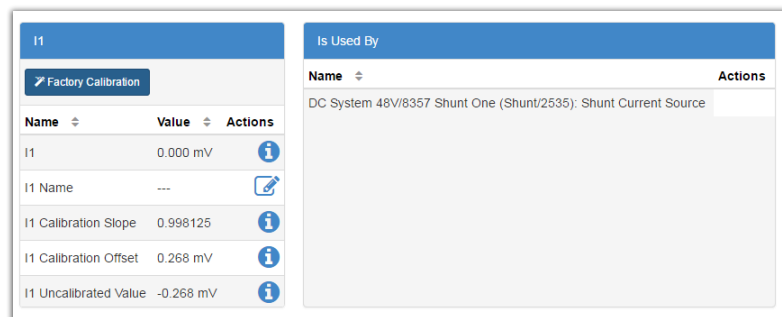 I1
Factory Calibration
Name Value Actions
I1 0.000 mV
I1 Name ---
I1 Calibration Slope 0.998125
I1 Calibration Offset 0.268 mV
I1 Uncalibrated Value -0.268 mV
Is Used By
Name Actions
DC System 48V/8357 Shunt One (Shunt/2535): Shunt Current Source